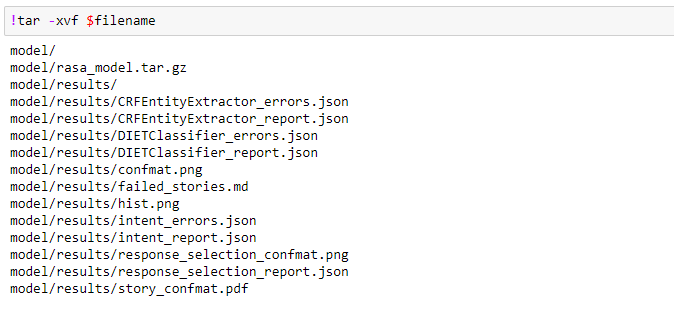 !tar -xvf $filename
model/
model/rasa_model.tar.gz
model/results/
model/results/CRFEntityExtractor_errors.json
model/results/CRFEntityExtractor_report.json
model/results/DIETClassifier_errors.json
model/results/DIETClassifier_report.json
model/results/confmat.png
model/results/failed_stories.md
model/results/hist.png
model/results/intent_errors.json
model/results/intent_report.json
model/results/response_selection_confmat.png
model/results/response_selection_report.json
model/results/story_confmat.pdf